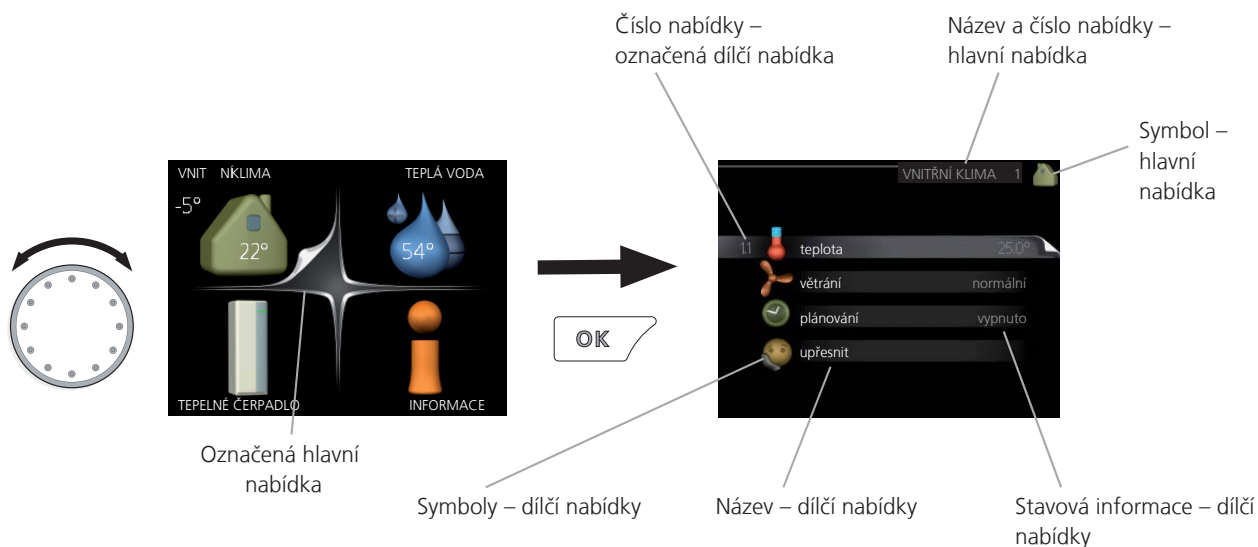 Číslo nabídky –
označená dílčí nabídka
Název a číslo nabídky –
hlavní nabídka
Symbol –
hlavní
nabídka
VNIT NÍKLIMA
TEPLÁ VODA
-5°
22°
54°
TEPELNÉ ČERPADLO
INFORMACE
OK
VNITŘNÍ KLIMA 1
1.1 teplota 25.0°
větrání normální
plánování vypnuto
upřesnit
Označená hlavní
nabídka
Symboly – dílčí nabídky
Název – dílčí nabídky
Stavová informace – dílčí
nabídky